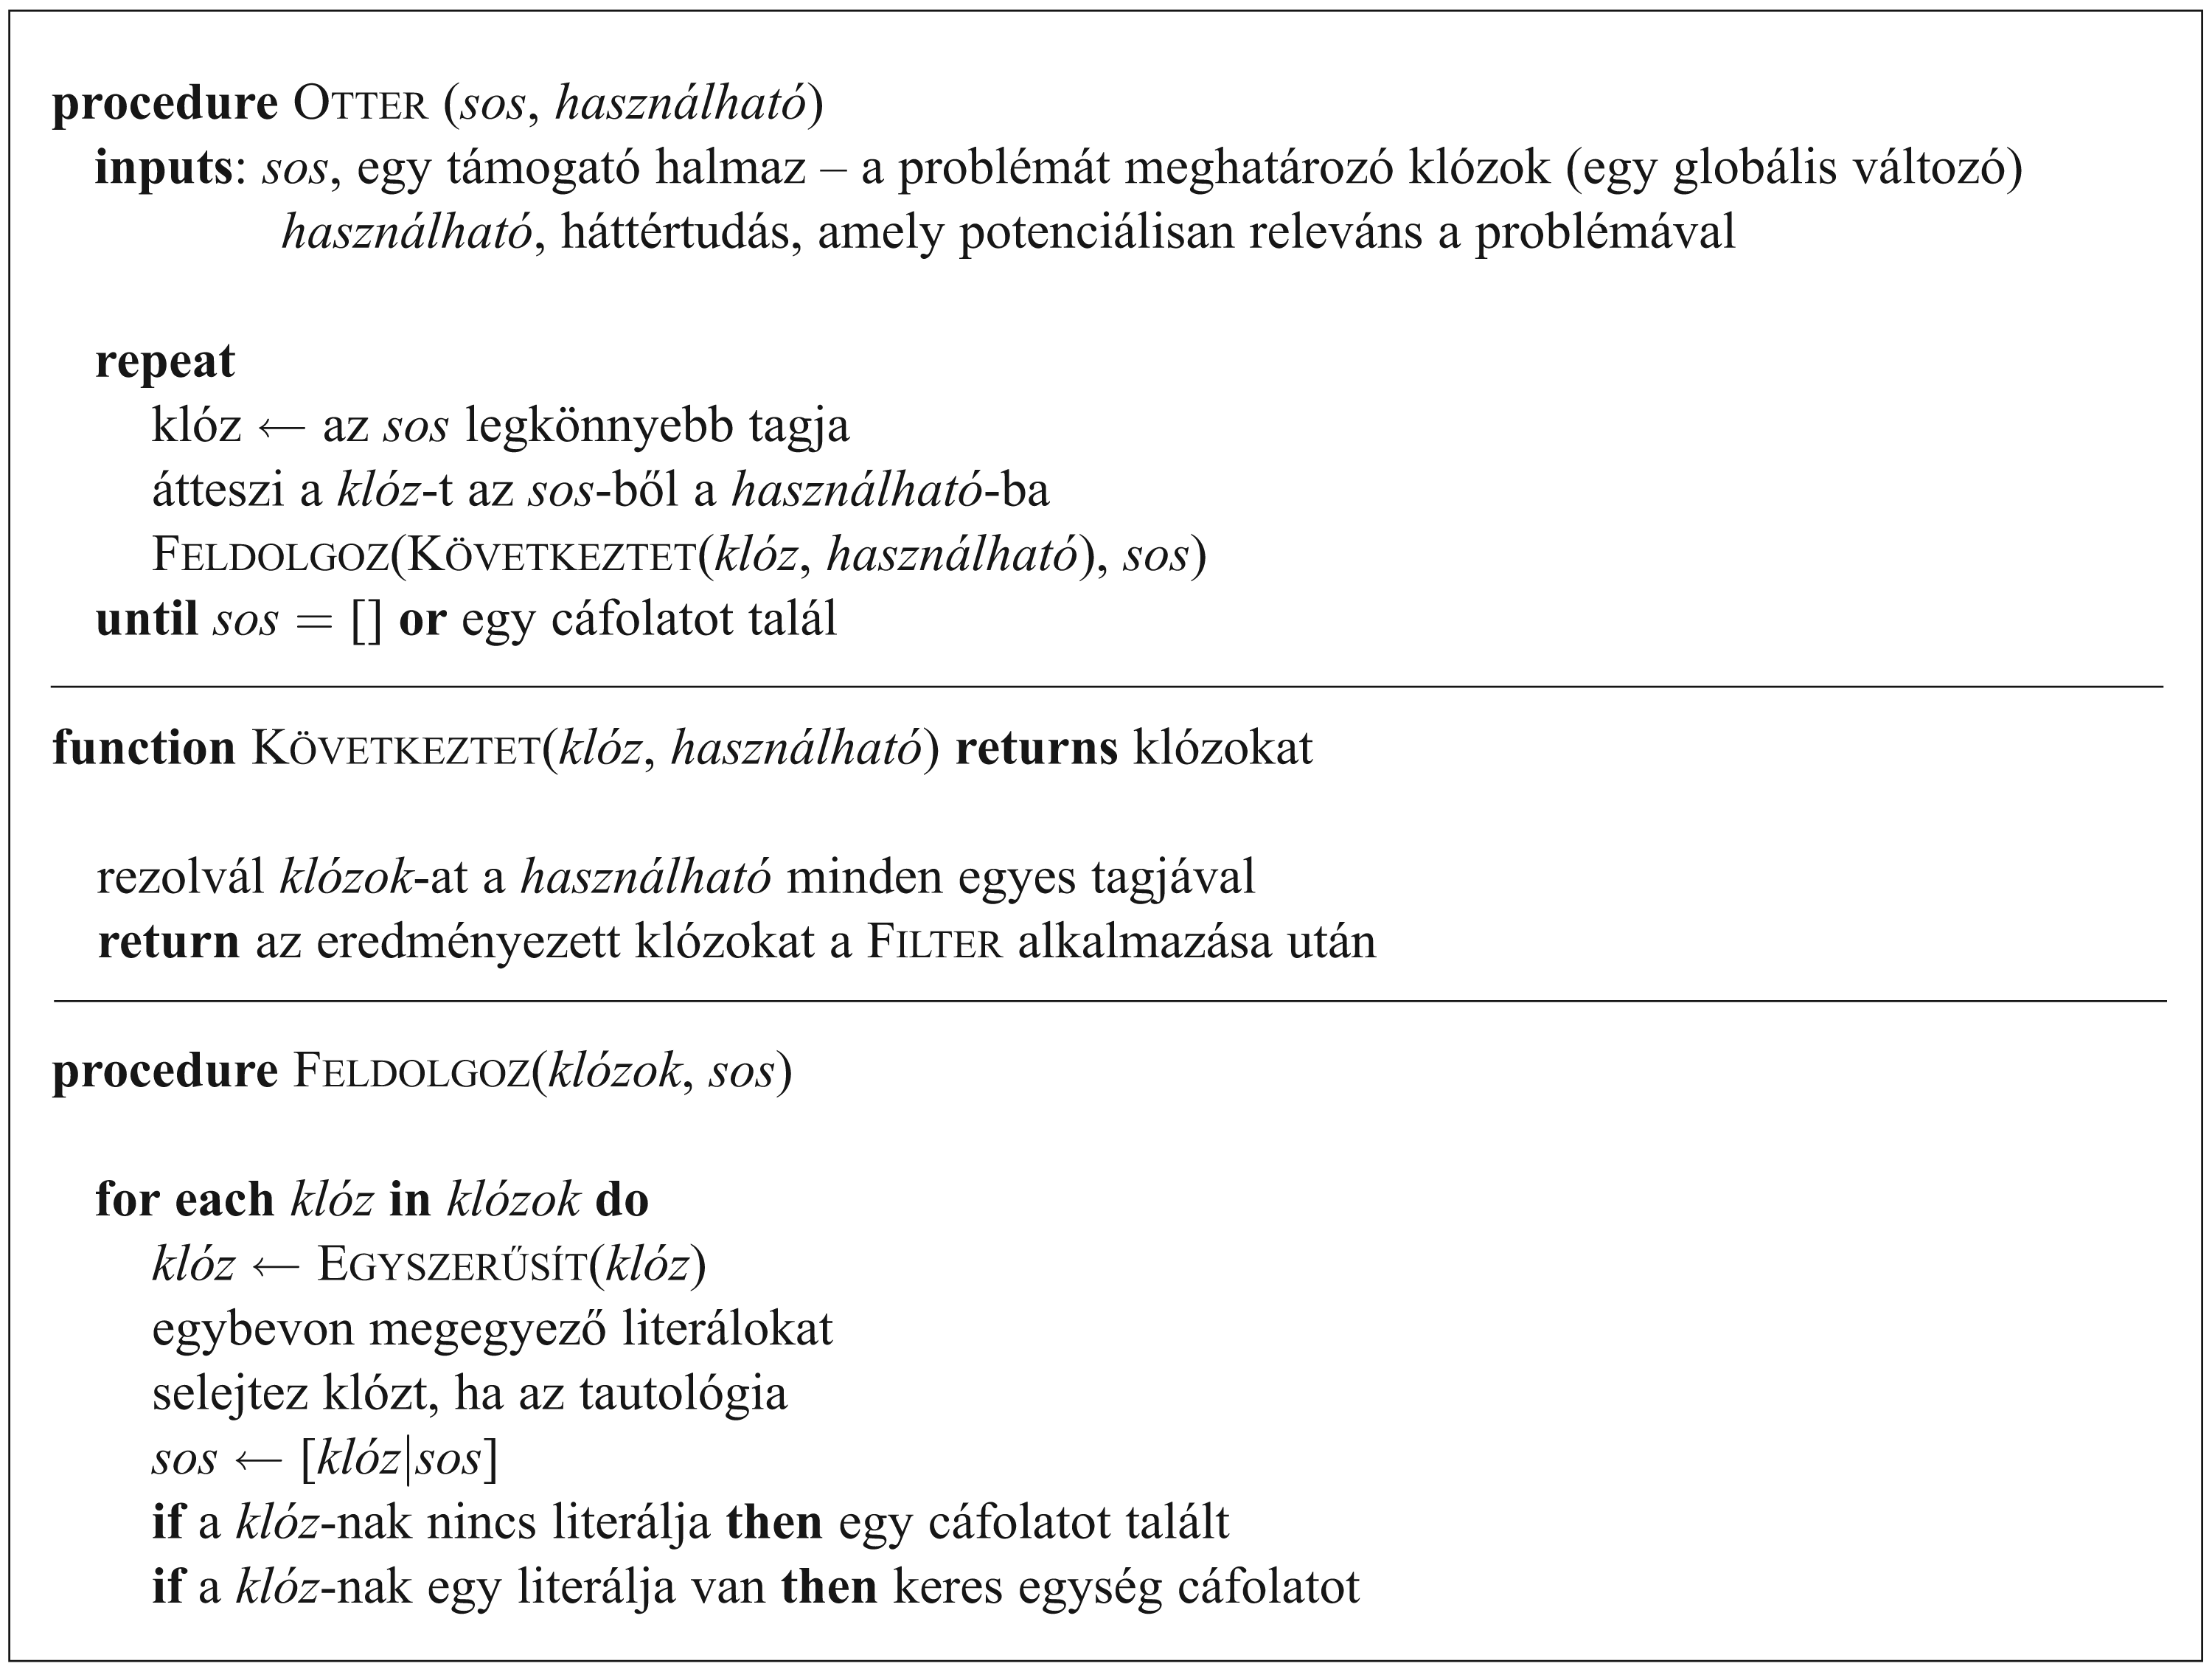 procedure OTTER (sos, használható)
inputs: sos, egy támogató halmaz – a problémát meghatározó klózok (egy globális változó)
használható, háttértudás, amely potenciálisan releváns a problémával
repeat
klóz ← az sos legkönnyebb tagja
átteszi a klóz-t az sos-ből a használható-ba
FELDOLGOZ(KÖVETKEZTET(klóz, használható), sos)
until sos = [] or egy cáfolatot talál
function KÖVETKEZTET(klóz, használható) returns klózokat
rezolvál klózok-at a használható minden egyes tagjával
return az eredményezett klózokat a FILTER alkalmazása után
procedure FELDOLGOZ(klózok, sos)
for each klóz in klózok do
klóz ← EGYSZERŰSÍT(klóz)
egybevon megegyező literálokat
selejtez klózt, ha az tautológia
sos ← [klóz|sos]
if a klóz-nak nincs literálja then egy cáfolatot talált
if a klóz-nak egy literálja van then keres egység cáfolatot